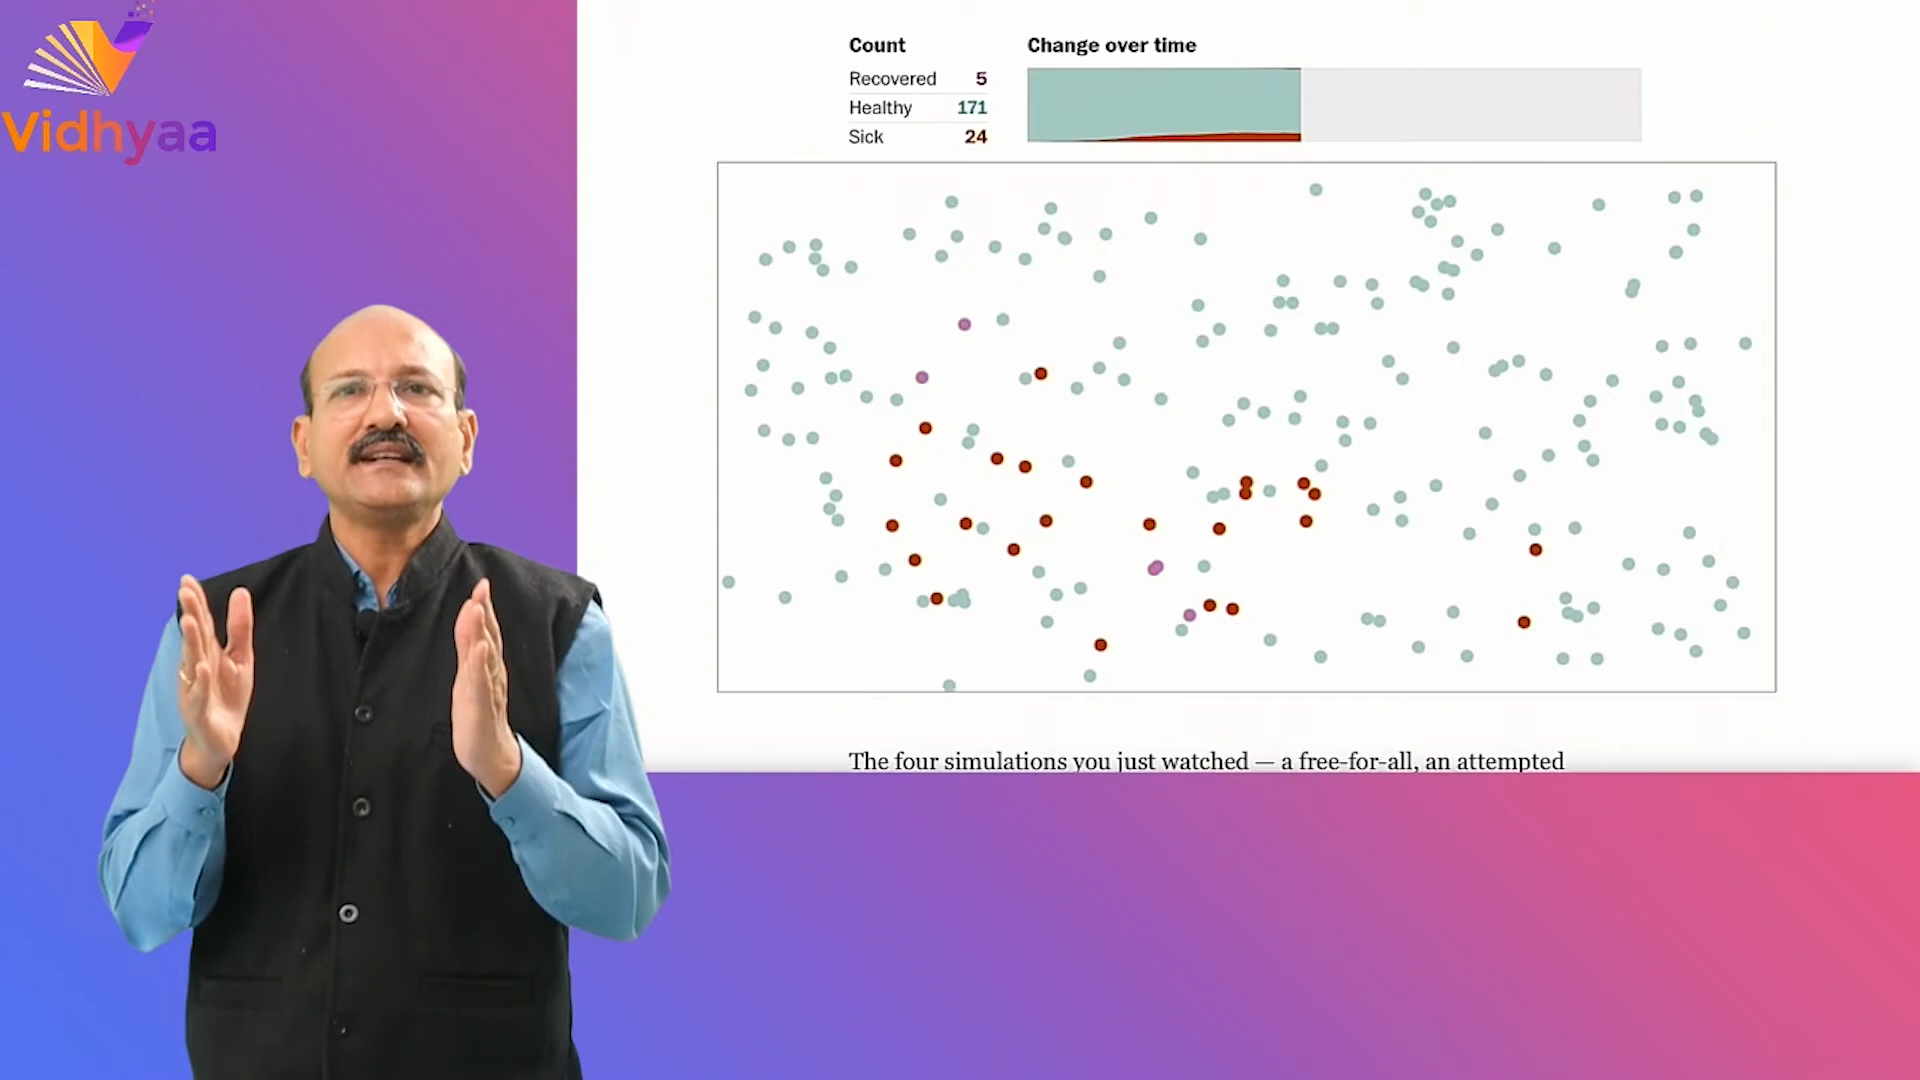 Vidhyaa
Count
Recovered 5
Healthy 171
Sick 24
Change over time
The four simulations you just watched — a free-for-all, an attempted